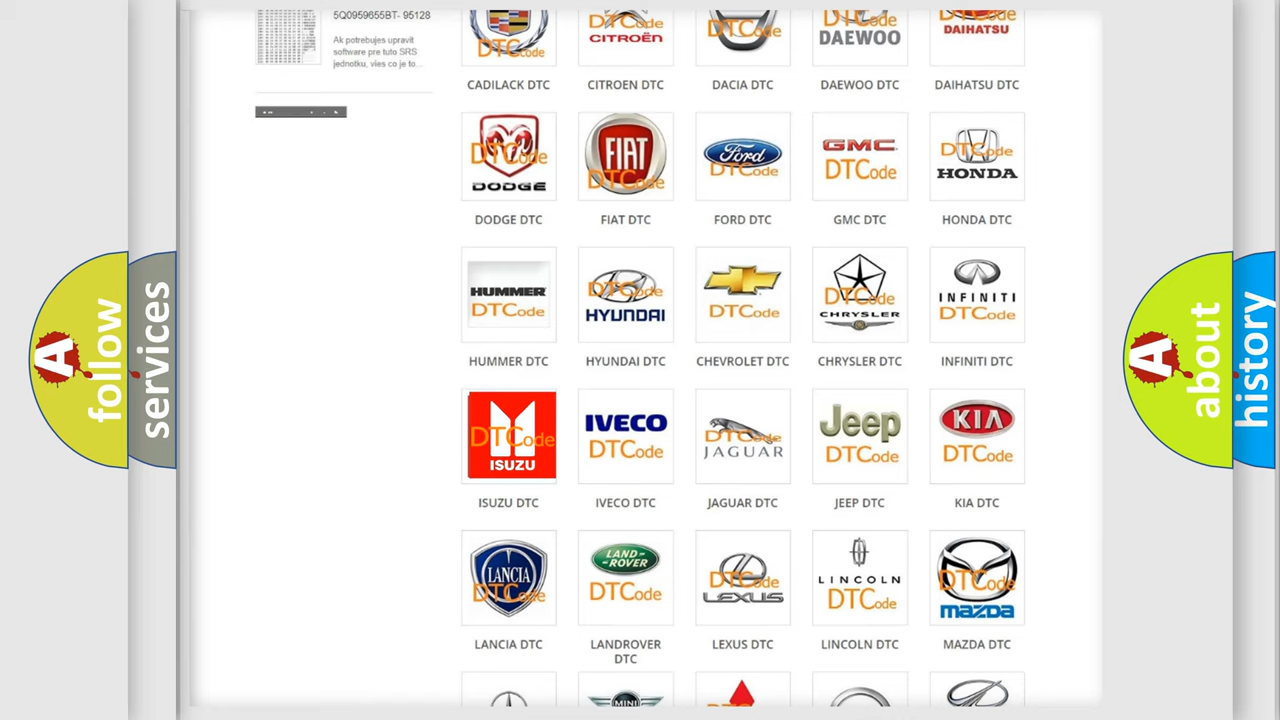 5Q0959655BT- 95128
Ak potrebujes upravit
software pre tuto SRS
jednotku, vies co je to...
DTCode
DTCode
CITROËN
DTCode
DAEWOO
DTCode
DAIHATSU
CADILACK DTC
CITROEN DTC
DACIA DTC
DAEWOO DTC
DAIHATSU DTC
DTCode
DODGE
FIAT
DTCode
Ford
DTCode
GMC
DTCode
DTCode
HONDA
DODGE DTC
FIAT DTC
FORD DTC
GMC DTC
HONDA DTC
HUMMER
DTCode
DTCode
HYUNDAI
DTCode
DTCode
CHRYSLER
INFINITI
DTCode
HUMMER DTC
HYUNDAI DTC
CHEVROLET DTC
CHRYSLER DTC
INFINITI DTC
DTCode
ISUZU
IVECO
DTCode
DTCode
JAGUAR
Jeep
DTCode
KIA
DTCode
ISUZU DTC
IVECO DTC
JAGUAR DTC
JEEP DTC
KIA DTC
LANCIA
DTCode
LAND-
ROVER
DTCode
DTCode
LEXUS
LINCOLN
DTCode
DTCode
mazda
LANCIA DTC
LANDROVER
DTC
LEXUS DTC
LINCOLN DTC
MAZDA DTC
MINI
A
follow
services
A
about
history